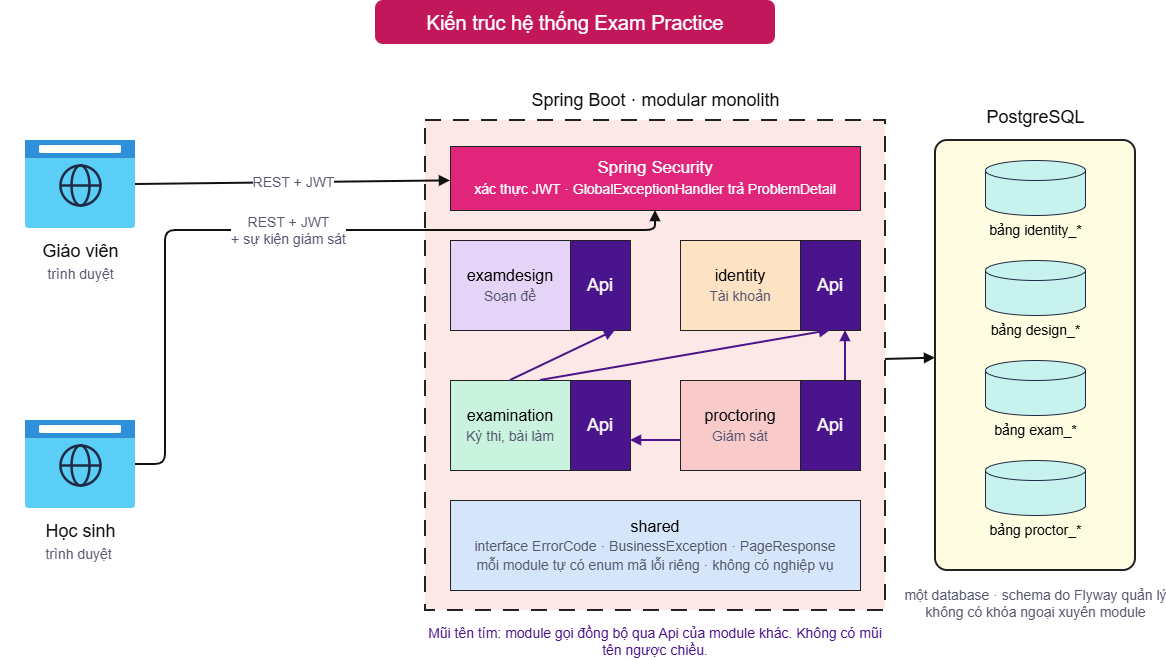 Kiến trúc hệ thống Exam Practice
Spring Boot · modular monolith
PostgreSQL
Spring Security
xác thực JWT · GlobalExceptionHandler trả ProblemDetail
REST + JWT
REST + JWT
+ sự kiện giám sát
Giáo viên
trình duyệt
examdesign
Soạn đề
Api
identity
Tài khoản
Api
examination
Kỳ thi, bài làm
Api
proctoring
Giám sát
Api
Học sinh
trình duyệt
shared
interface ErrorCode · BusinessException · PageResponse
mỗi module tự có enum mã lỗi riêng · không có nghiệp vụ
bảng identity_*
bảng design_*
bảng exam_*
bảng proctor_*
một database · schema do Flyway quản lý
không có khóa ngoại xuyên module
Mũi tên tím: module gọi đồng bộ qua Api của module khác. Không có mũi
tên ngược chiều.